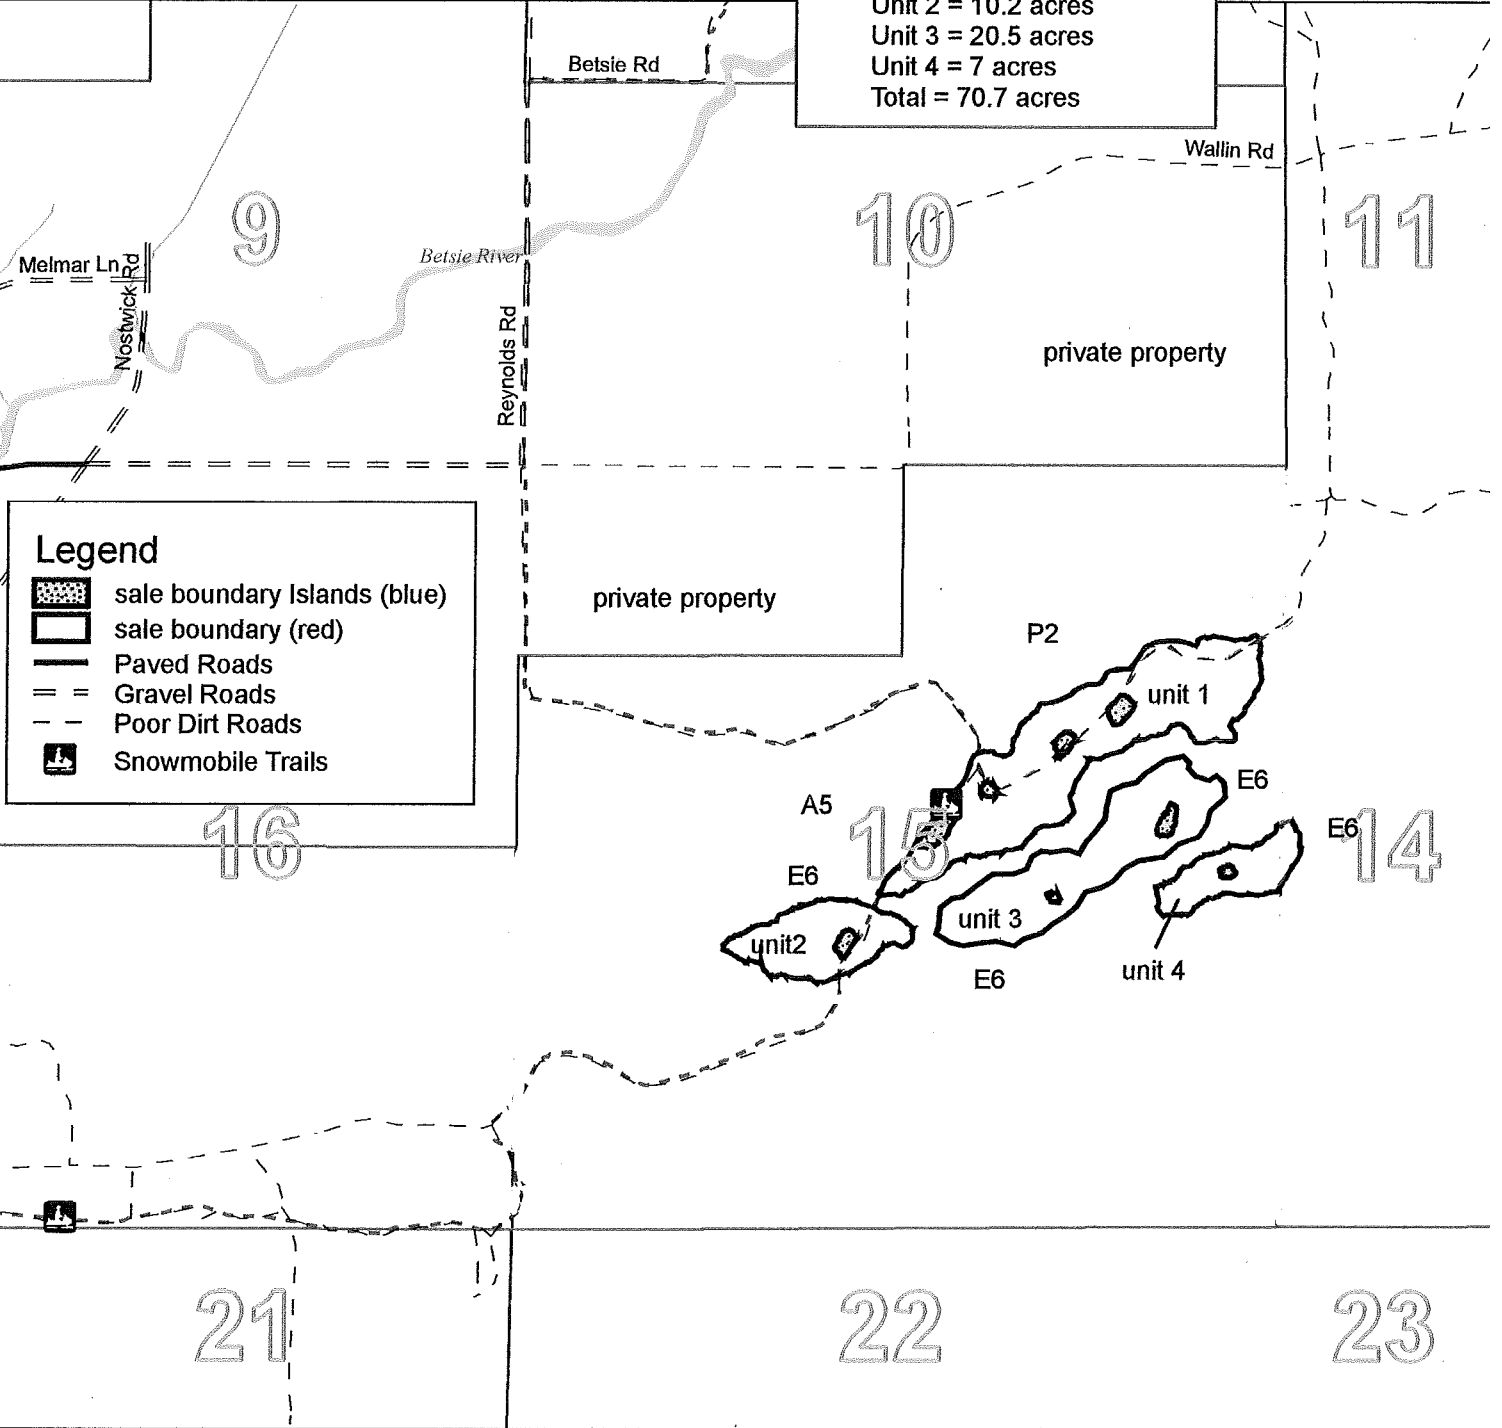 Unit 2 = 10.2 acres
Unit 3 = 20.5 acres
Unit 4 = 7 acres
Total = 70.7 acres
Betsie Rd
Wallin Rd
9
10
11
Betsie River
Melmar Ln
Nostwick Rd
Reynolds Rd
private property
Legend
sale boundary Islands (blue)
sale boundary (red)
Paved Roads
Gravel Roads
Poor Dirt Roads
Snowmobile Trails
private property
P2
unit 1
E6
A5
16
15
E6
14
E6
unit2
unit 3
unit 4
E6
21
22
23